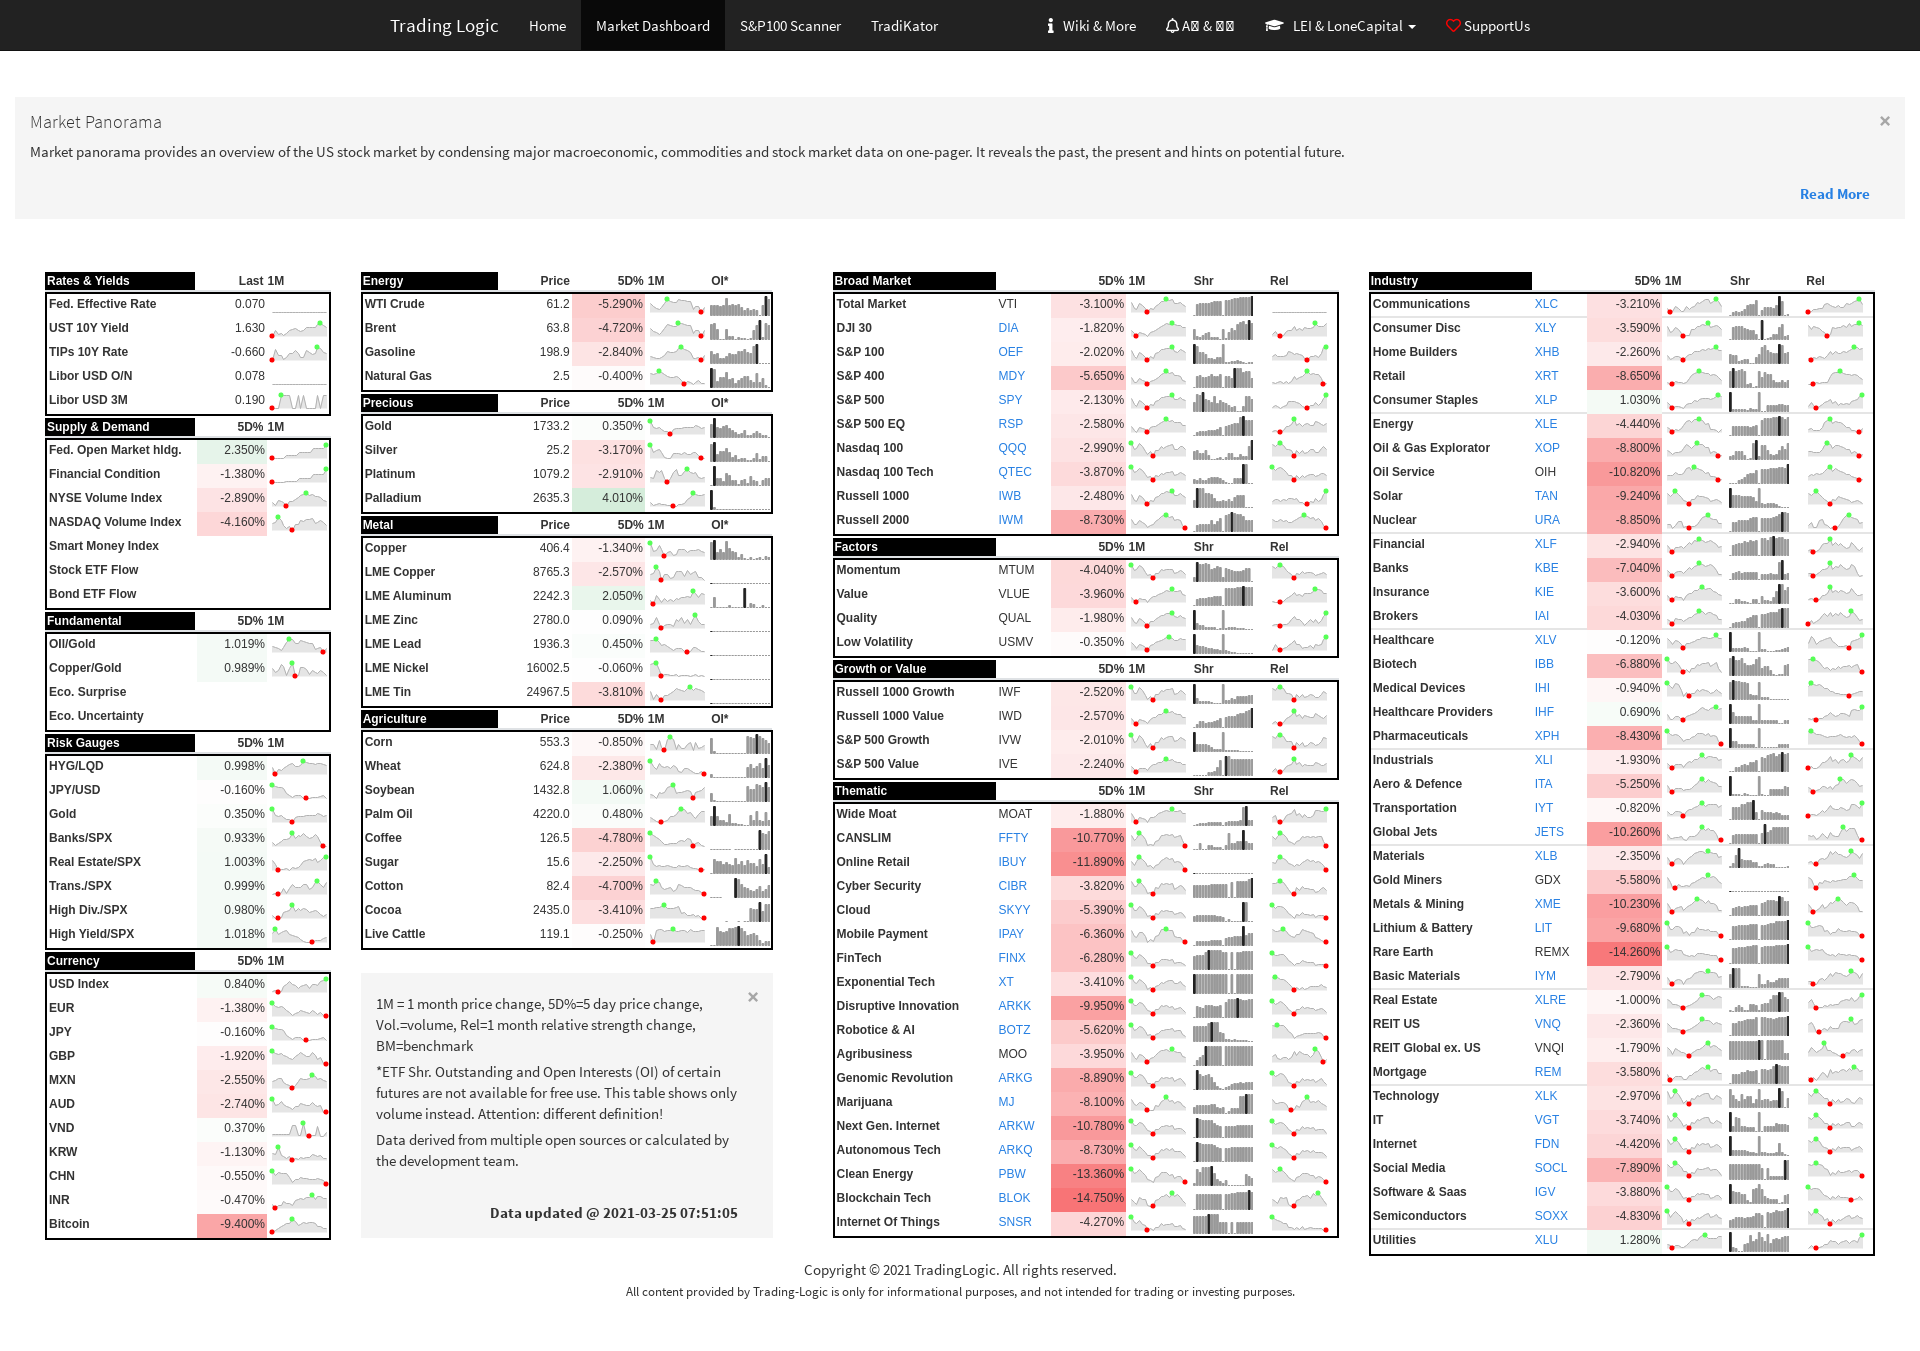 Trading Logic Home Market Dashboard S&P100 Scanner TradiKator Wiki & More LEI & LoneCapital SupportUs
Market Panorama ×
Market panorama provides an overview of the US stock market by condensing major macroeconomic, commodities and stock market data on one-pager. It reveals the past, the present and hints on potential future.
Read More
Rates & Yields Last 1M
Fed. Effective Rate 0.070
UST 10Y Yield 1.630
TIPs 10Y Rate -0.660
Libor USD O/N 0.078
Libor USD 3M 0.190
Supply & Demand 5D% 1M
Fed. Open Market hldg. 2.350%
Financial Condition -1.380%
NYSE Volume Index -2.890%
NASDAQ Volume Index -4.160%
Smart Money Index
Stock ETF Flow
Bond ETF Flow
Fundamental 5D% 1M
Oll/Gold 1.019%
Copper/Gold 0.989%
Eco. Surprise
Eco. Uncertainty
Risk Gauges 5D% 1M
HYG/LQD 0.998%
JPY/USD -0.160%
Gold 0.350%
Banks/SPX 0.933%
Real Estate/SPX 1.003%
Trans./SPX 0.999%
High Div./SPX 0.980%
High Yield/SPX 1.018%
Currency 5D% 1M
USD Index 0.840%
EUR -1.380%
JPY -0.160%
GBP -1.920%
MXN -2.550%
AUD -2.740%
VND 0.370%
KRW -1.130%
CHN -0.550%
INR -0.470%
Bitcoin -9.400%
Energy Price 5D% 1M OI*
WTI Crude 61.2 -5.290%
Brent 63.8 -4.720%
Gasoline 198.9 -2.840%
Natural Gas 2.5 -0.400%
Precious Price 5D% 1M OI*
Gold 1733.2 0.350%
Silver 25.2 -3.170%
Platinum 1079.2 -2.910%
Palladium 2635.3 4.010%
Metal Price 5D% 1M OI*
Copper 406.4 -1.340%
LME Copper 8765.3 -2.570%
LME Aluminum 2242.3 2.050%
LME Zinc 2780.0 0.090%
LME Lead 1936.3 0.450%
LME Nickel 16002.5 -0.060%
LME Tin 24967.5 -3.810%
Agriculture Price 5D% 1M OI*
Corn 553.3 -0.850%
Wheat 624.8 -2.380%
Soybean 1432.8 1.060%
Palm Oil 4220.0 0.480%
Coffee 126.5 -4.780%
Sugar 15.6 -2.250%
Cotton 82.4 -4.700%
Cocoa 2435.0 -3.410%
Live Cattle 119.1 -0.250%
×
1M = 1 month price change, 5D%=5 day price change,
Vol.=volume, Rel=1 month relative strength change,
BM=benchmark
*ETF Shr. Outstanding and Open Interests (OI) of certain
futures are not available for free use. This table shows only
volume instead. Attention: different definition!
Data derived from multiple open sources or calculated by
the development team.
Data updated @ 2021-03-25 07:51:05
Broad Market 5D% 1M Shr Rel
Total Market VTI -3.100%
DJI 30 DIA -1.820%
S&P 100 OEF -2.020%
S&P 400 MDY -5.650%
S&P 500 SPY -2.130%
S&P 500 EQ RSP -2.580%
Nasdaq 100 QQQ -2.990%
Nasdaq 100 Tech QTEC -3.870%
Russell 1000 IWB -2.480%
Russell 2000 IWM -8.730%
Factors 5D% 1M Shr Rel
Momentum MTUM -4.040%
Value VLUE -3.960%
Quality QUAL -1.980%
Low Volatility USMV -0.350%
Growth or Value 5D% 1M Shr Rel
Russell 1000 Growth IWF -2.520%
Russell 1000 Value IWD -2.570%
S&P 500 Growth IVW -2.010%
S&P 500 Value IVE -2.240%
Thematic 5D% 1M Shr Rel
Wide Moat MOAT -1.880%
CANSLIM FFTY -10.770%
Online Retail IBUY -11.890%
Cyber Security CIBR -3.820%
Cloud SKYY -5.390%
Mobile Payment IPAY -6.360%
FinTech FINX -6.280%
Exponential Tech XT -3.410%
Disruptive Innovation ARKK -9.950%
Robotice & AI BOTZ -5.620%
Agribusiness MOO -3.950%
Genomic Revolution ARKG -8.890%
Marijuana MJ -8.100%
Next Gen. Internet ARKW -10.780%
Autonomous Tech ARKQ -8.730%
Clean Energy PBW -13.360%
Blockchain Tech BLOK -14.750%
Internet Of Things SNSR -4.270%
Industry 5D% 1M Shr Rel
Communications XLC -3.210%
Consumer Disc XLY -3.590%
Home Builders XHB -2.260%
Retail XRT -8.650%
Consumer Staples XLP 1.030%
Energy XLE -4.440%
Oil & Gas Explorator XOP -8.800%
Oil Service OIH -10.820%
Solar TAN -9.240%
Nuclear URA -8.850%
Financial XLF -2.940%
Banks KBE -7.040%
Insurance KIE -3.600%
Brokers IAI -4.030%
Healthcare XLV -0.120%
Biotech IBB -6.880%
Medical Devices IHI -0.940%
Healthcare Providers IHF 0.690%
Pharmaceuticals XPH -8.430%
Industrials XLI -1.930%
Aero & Defence ITA -5.250%
Transportation IYT -0.820%
Global Jets JETS -10.260%
Materials XLB -2.350%
Gold Miners GDX -5.580%
Metals & Mining XME -10.230%
Lithium & Battery LIT -9.680%
Rare Earth REMX -14.260%
Basic Materials IYM -2.790%
Real Estate XLRE -1.000%
REIT US VNQ -2.360%
REIT Global ex. US VNQI -1.790%
Mortgage REM -3.580%
Technology XLK -2.970%
IT VGT -3.740%
Internet FDN -4.420%
Social Media SOCL -7.890%
Software & Saas IGV -3.880%
Semiconductors SOXX -4.830%
Utilities XLU 1.280%
Copyright © 2021 TradingLogic. All rights reserved.
All content provided by Trading-Logic is only for informational purposes, and not intended for trading or investing purposes.